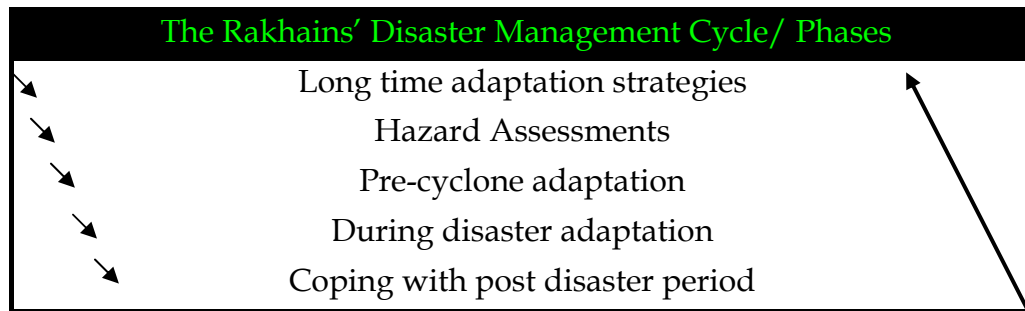 The Rakhains’ Disaster Management Cycle/ Phases
Long time adaptation strategies
Hazard Assessments
Pre-cyclone adaptation
During disaster adaptation
Coping with post disaster period